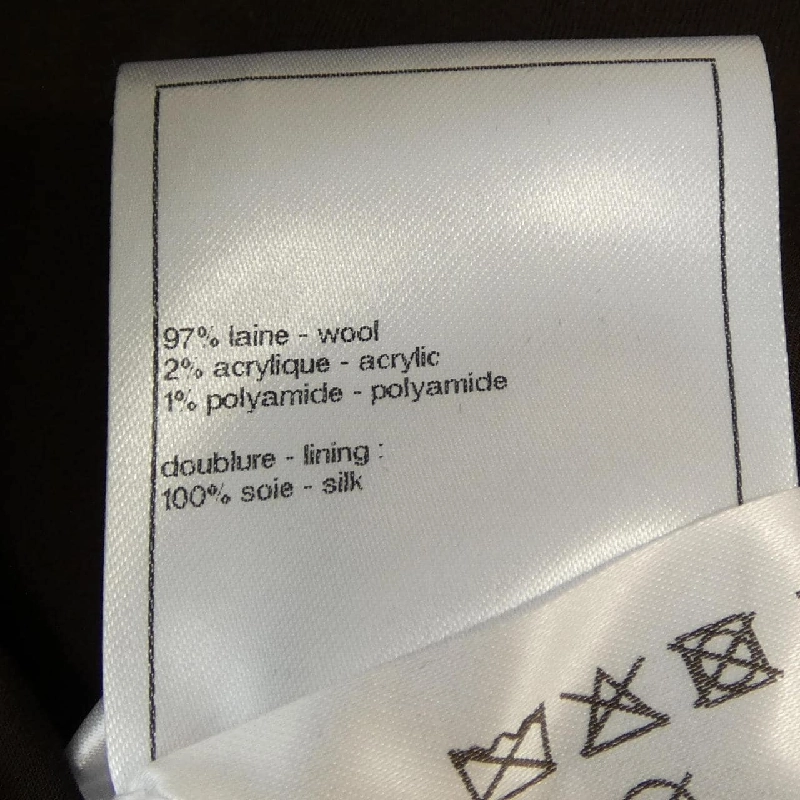 97% laine - wool
2% acrylique - acrylic
1% polyamide - polyamide
doublure - lining :
100% soie - silk